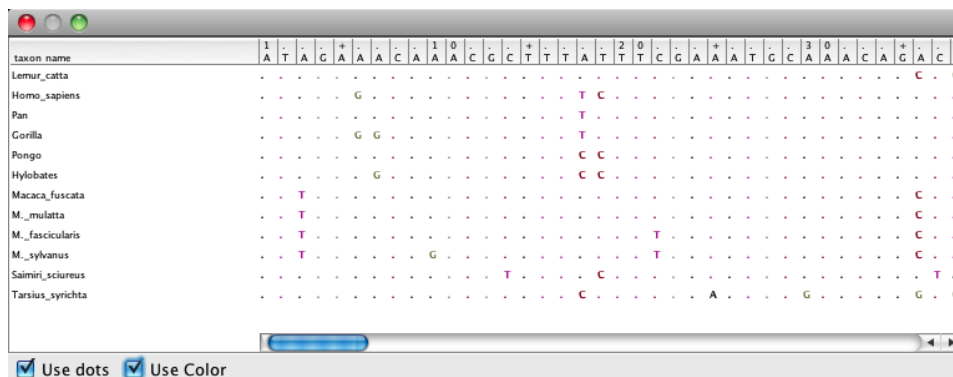 1 . . . + . . . . 1 0 . . . + . . . . 2 0 . . . + . . . . 3 0 . . . + . .
taxon name A T A G A A A C A A A C G C T T T A T T T C G A A A T G C A A A C A G A C
Lemur_catta . . . . . . . . . . . . . . . . . . . . . . . . . . . . . . . . . . . C .
Homo_sapiens . . . . . G . . . . . . . . . . . T C . . . . . . . . . . . . . . . . . .
Pan . . . . . . . . . . . . . . . . . T . . . . . . . . . . . . . . . . . . .
Gorilla . . . . . G G . . . . . . . . . . T . . . . . . . . . . . . . . . . . . .
Pongo . . . . . . . . . . . . . . . . . C C . . . . . . . . . . . . . . . . . .
Hylobates . . . . . . G . . . . . . . . . . C C . . . . . . . . . . . . . . . . . .
Macaca_fuscata . . T . . . . . . . . . . . . . . . . . . . . . . . . . . . . . . . . C .
M._mulatta . . T . . . . . . . . . . . . . . . . . . . . . . . . . . . . . . . . C .
M._fascicularis . . T . . . . . . . . . . . . . . . . . . T . . . . . . . . . . . . . C .
M._sylvanus . . T . . . . . . G . . . . . . . . . . . T . . . . . . . . . . . . . C .
Saimiri_sciureus . . . . . . . . . . . . . T . . . . C . . . . . . . . . . . . . . . . . T
Tarsius_syrichta . . . . . . . . . . . . . . . . . C . . . . . . A . . . . G . . . . . G .
Use dots Use Color